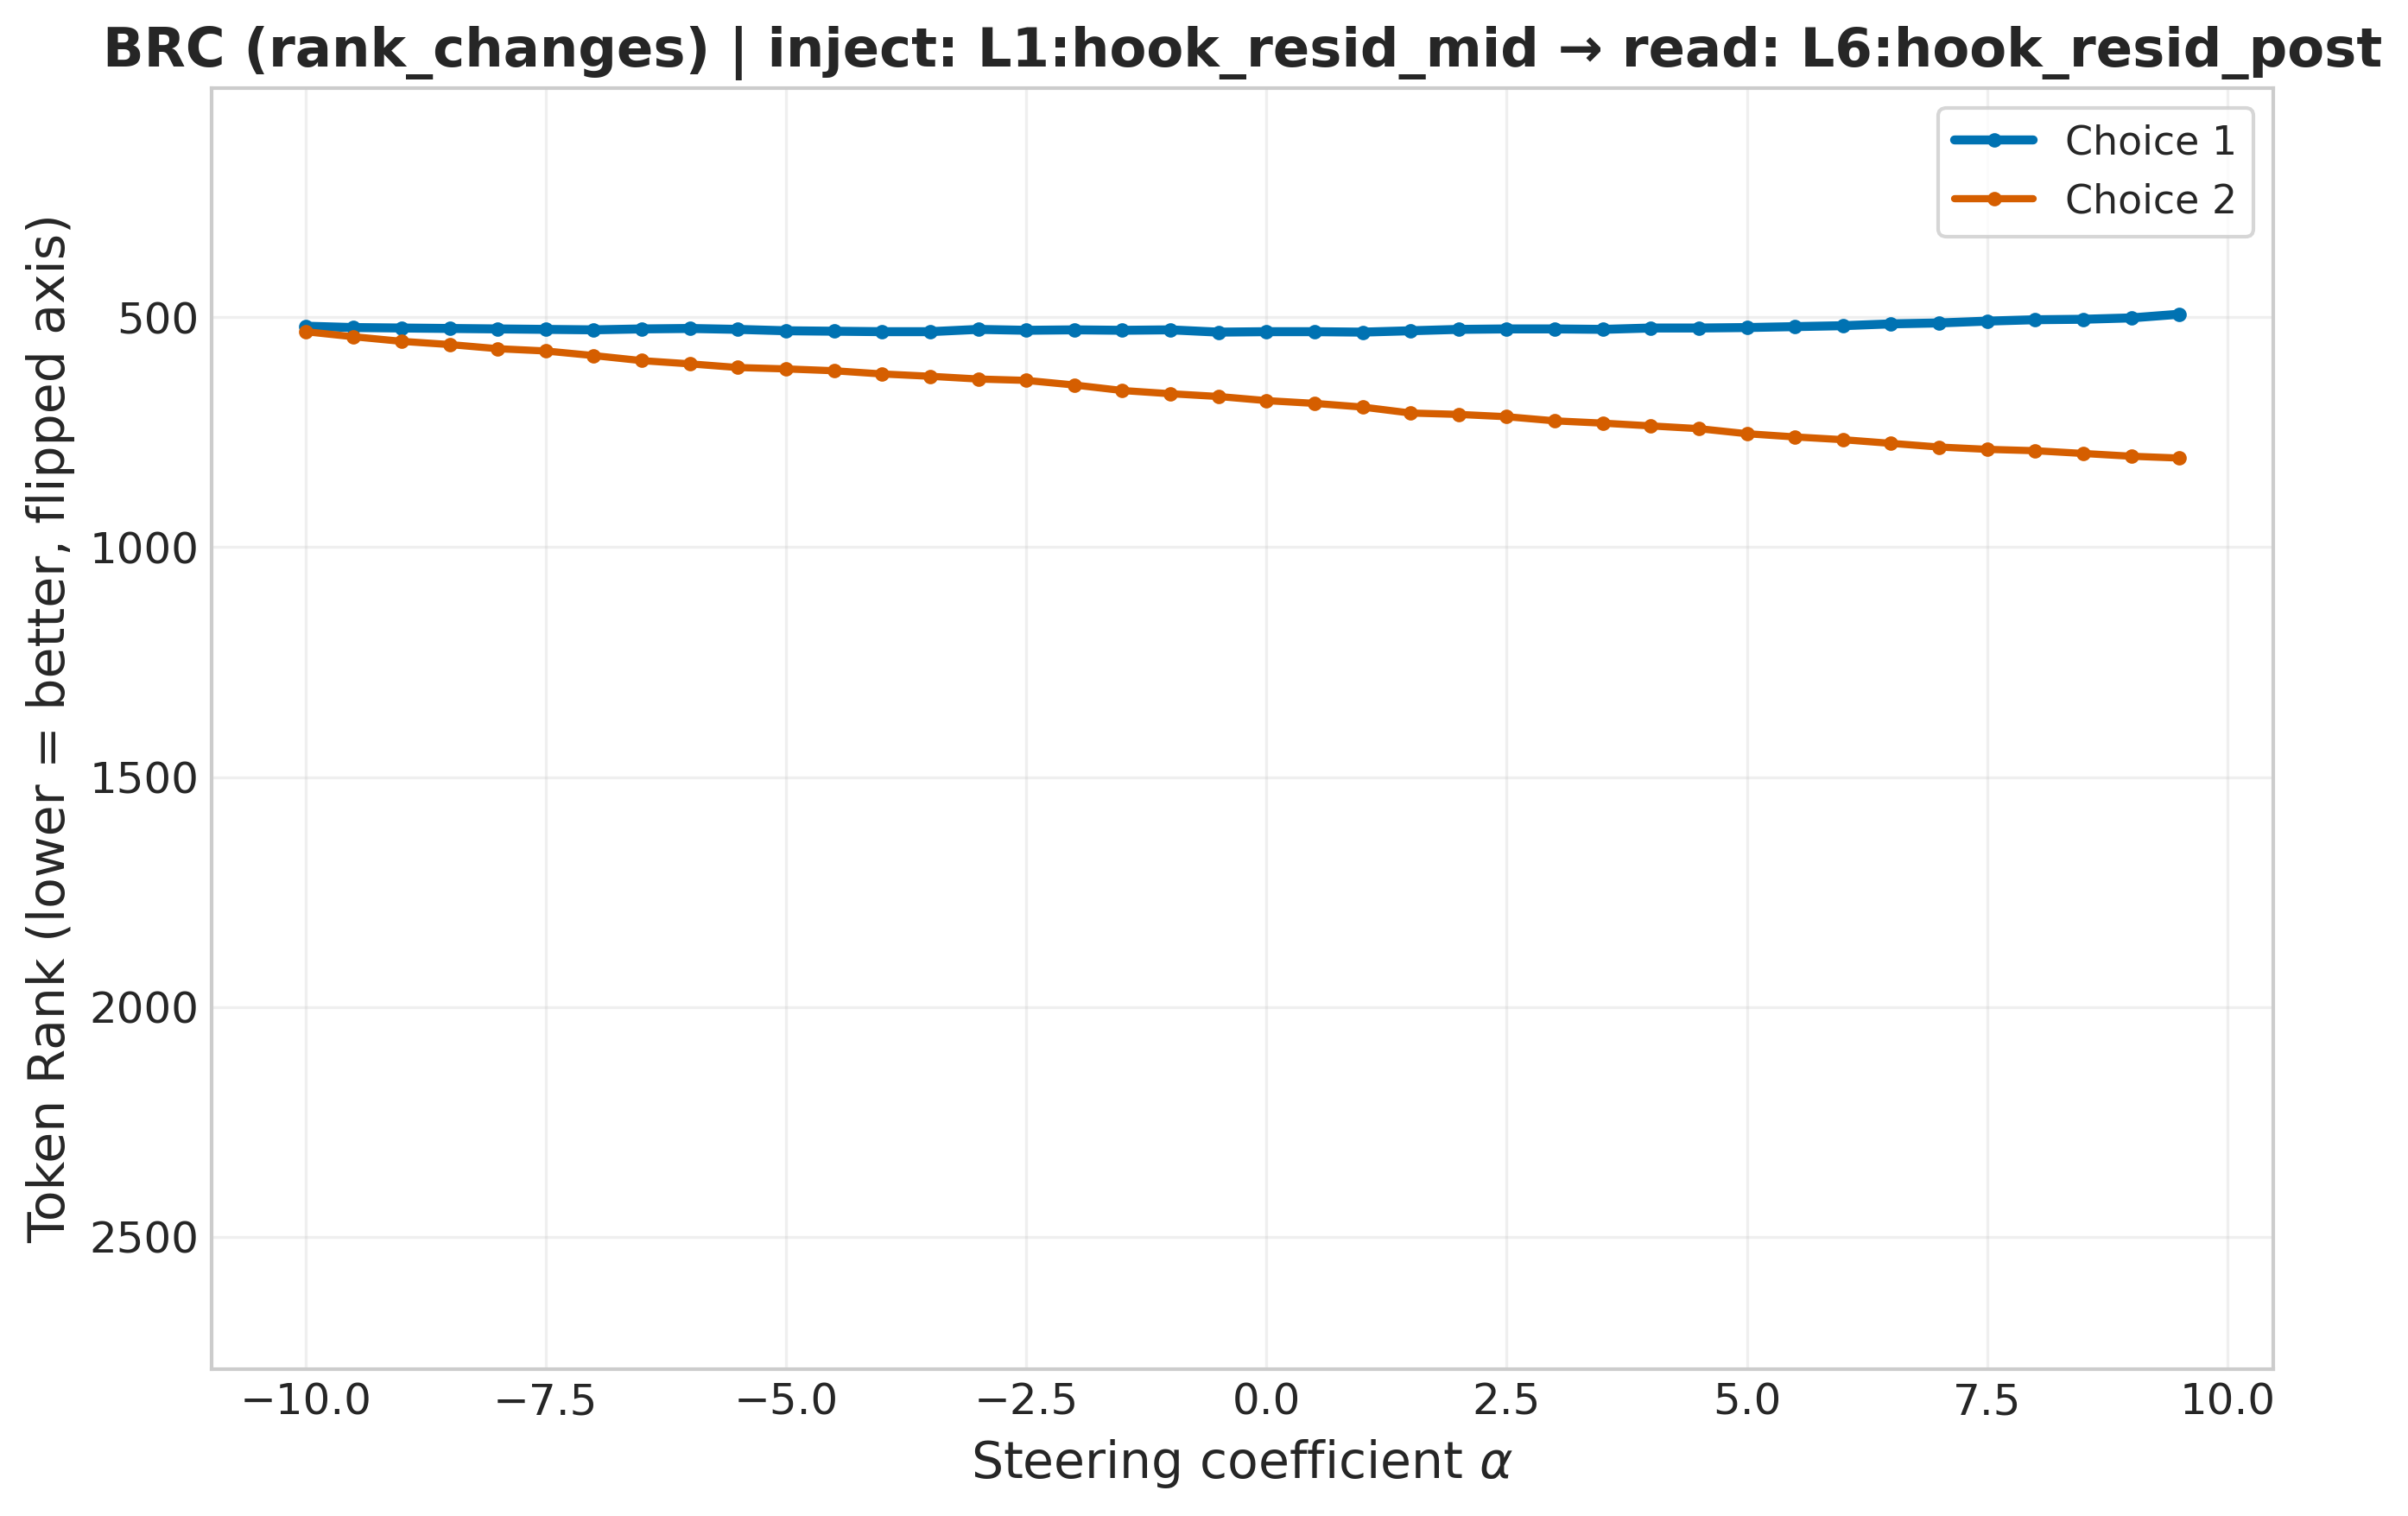 BRC (rank_changes) | inject: L1:hook_resid_mid → read: L6:hook_resid_post
Choice 1
Choice 2
Token Rank (lower = better, flipped axis)
500
1000
1500
2000
2500
−10.0 −7.5 −5.0 −2.5 0.0 2.5 5.0 7.5 10.0
Steering coefficient α